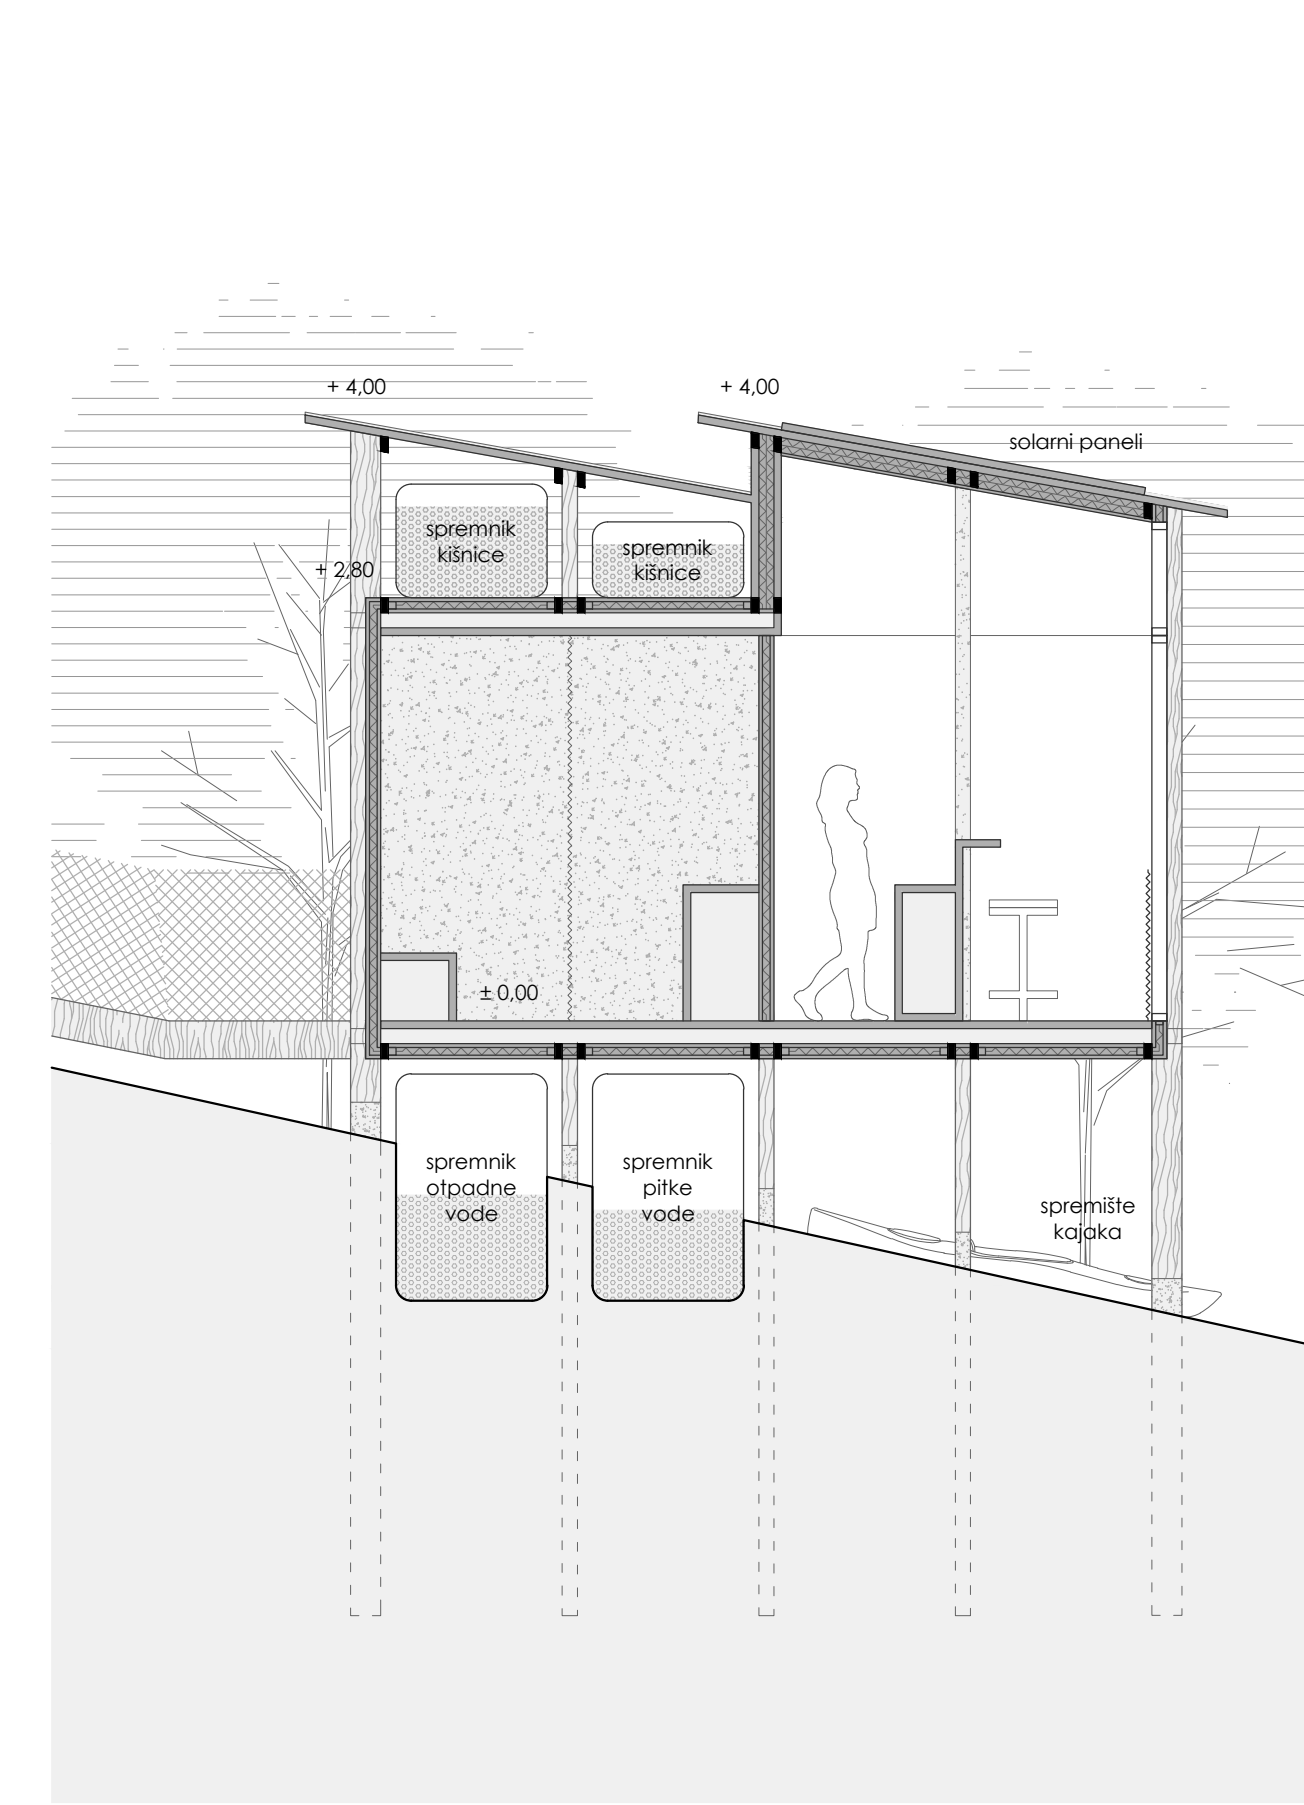 + 4,00
+ 4,00
solarni paneli
spremnik
kišnice
spremnik
kišnice
+ 2,80
± 0,00
spremnik
otpadne
vode
spremnik
pitke
vode
spremište
kajaka